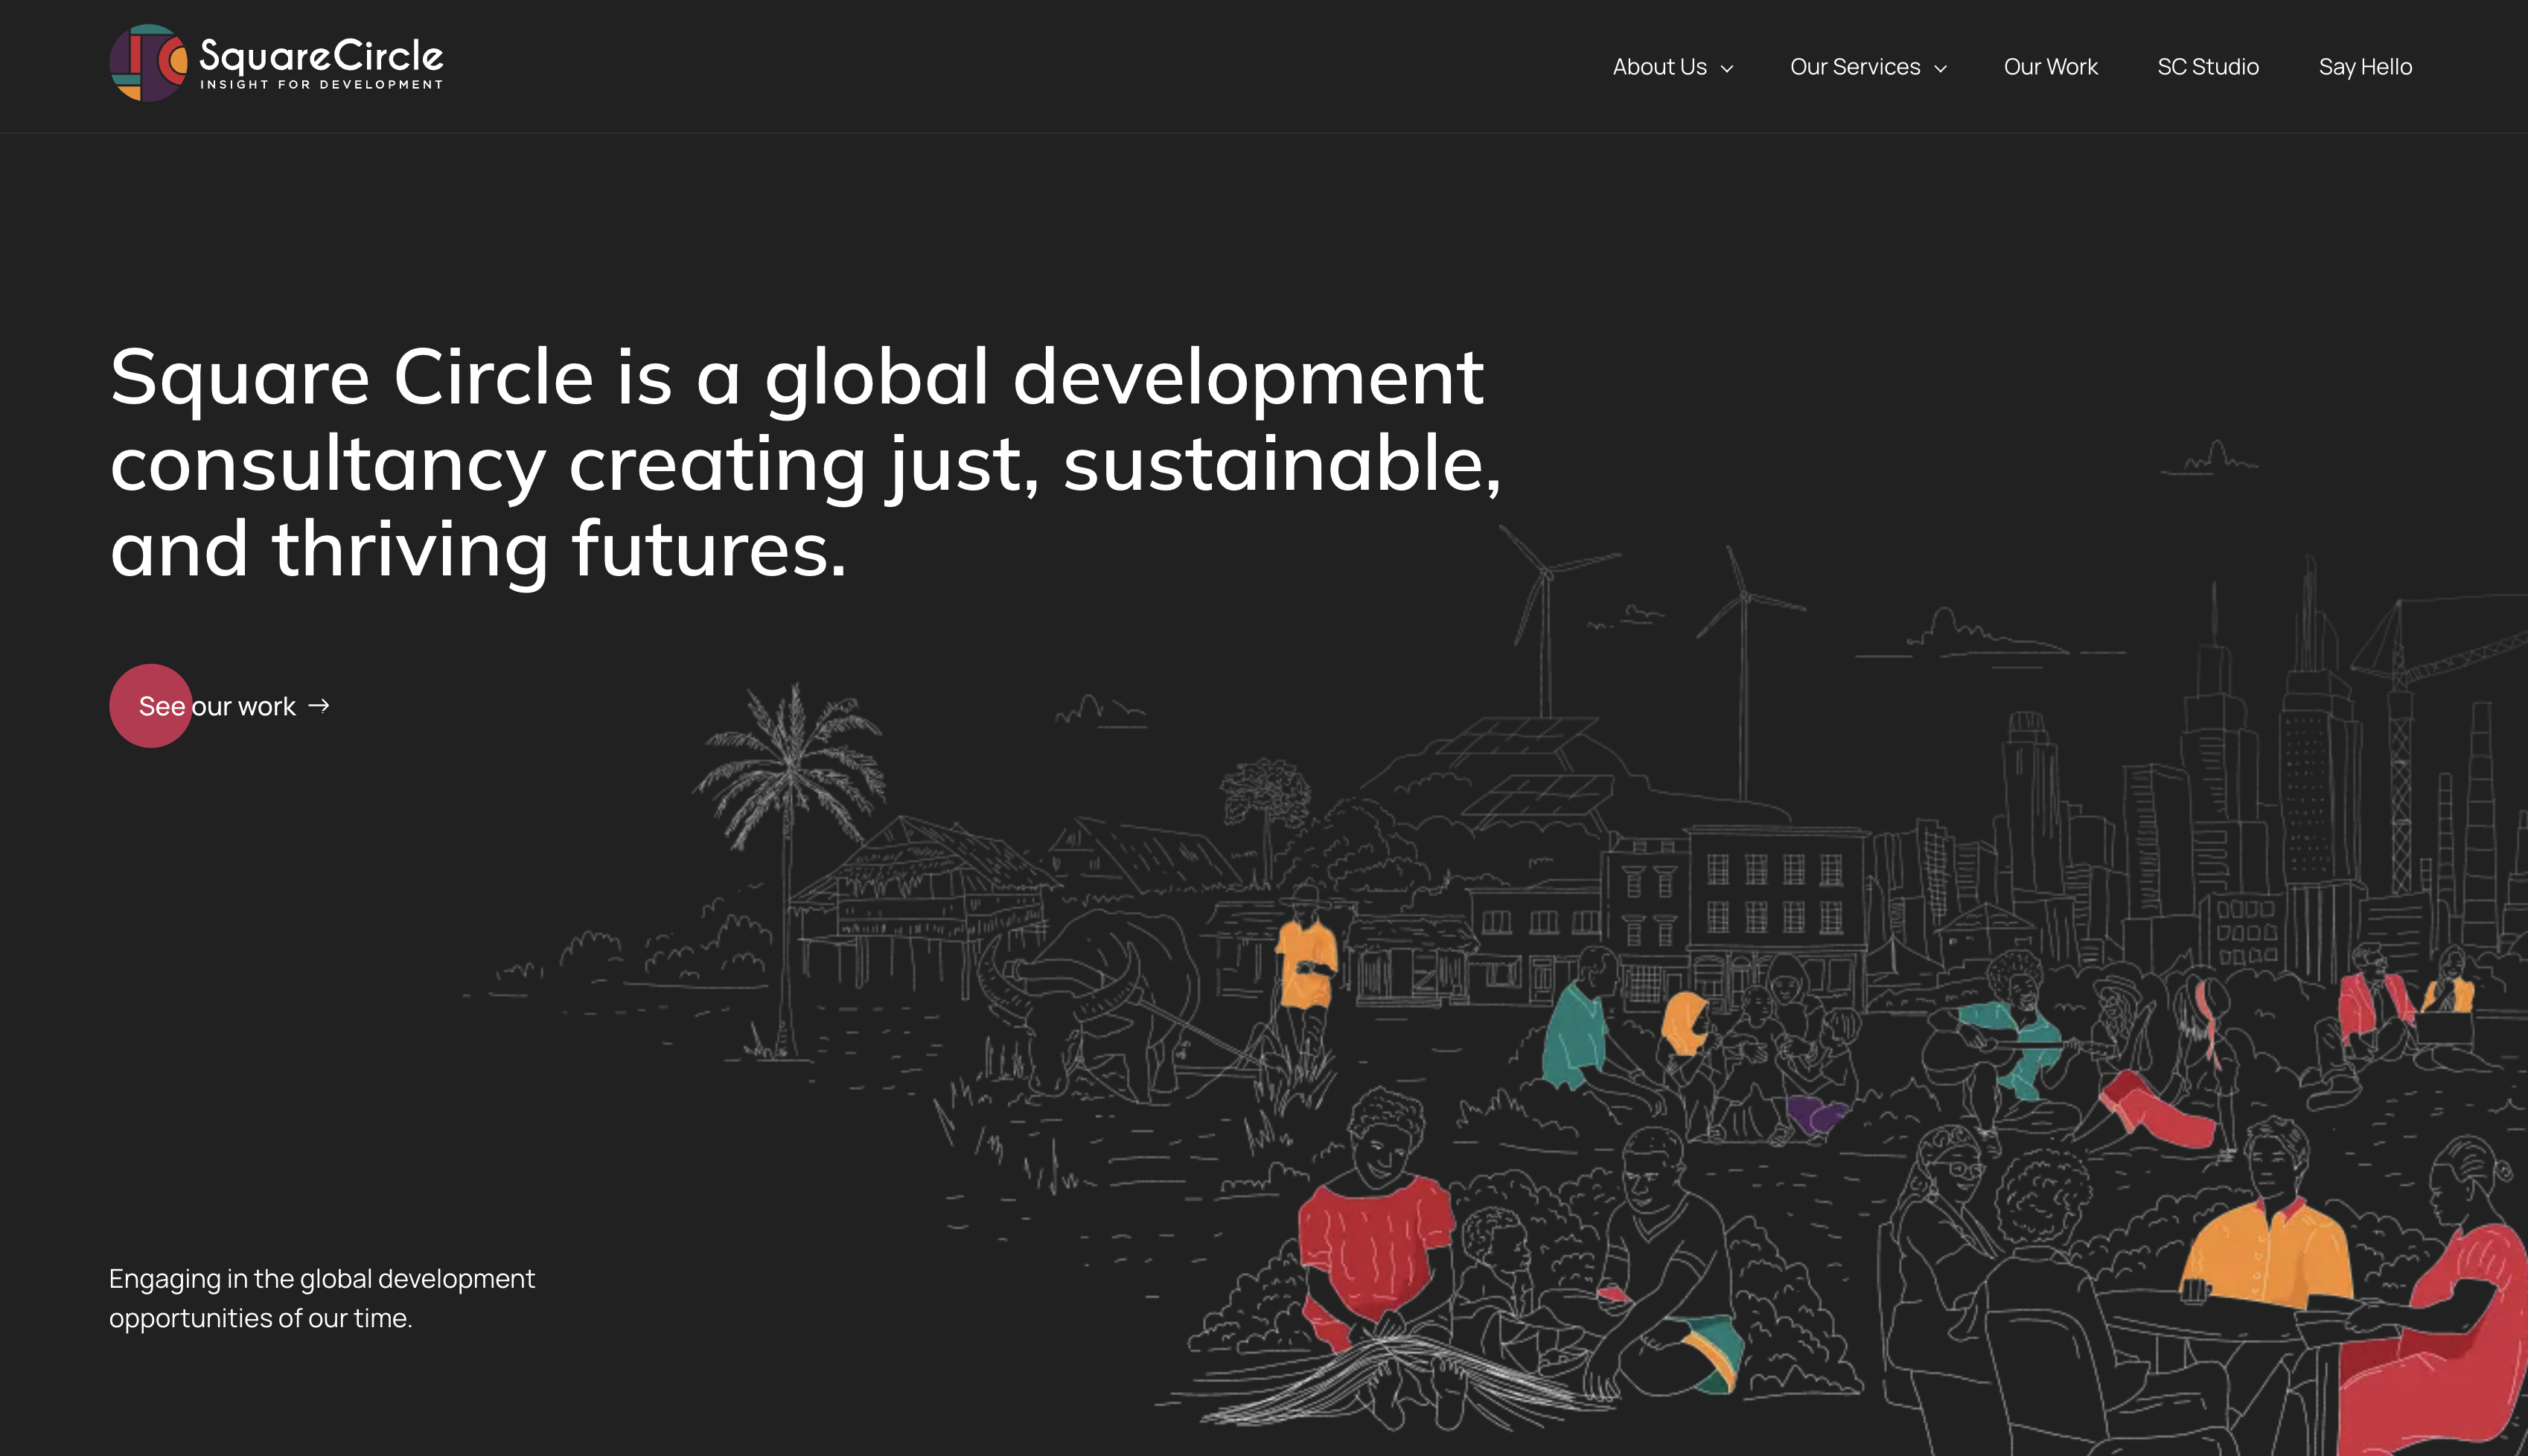 SquareCircle
INSIGHT FOR DEVELOPMENT
About Us
Our Services
Our Work
SC Studio
Say Hello
Square Circle is a global development
consultancy creating just, sustainable,
and thriving futures.
See our work →
Engaging in the global development
opportunities of our time.